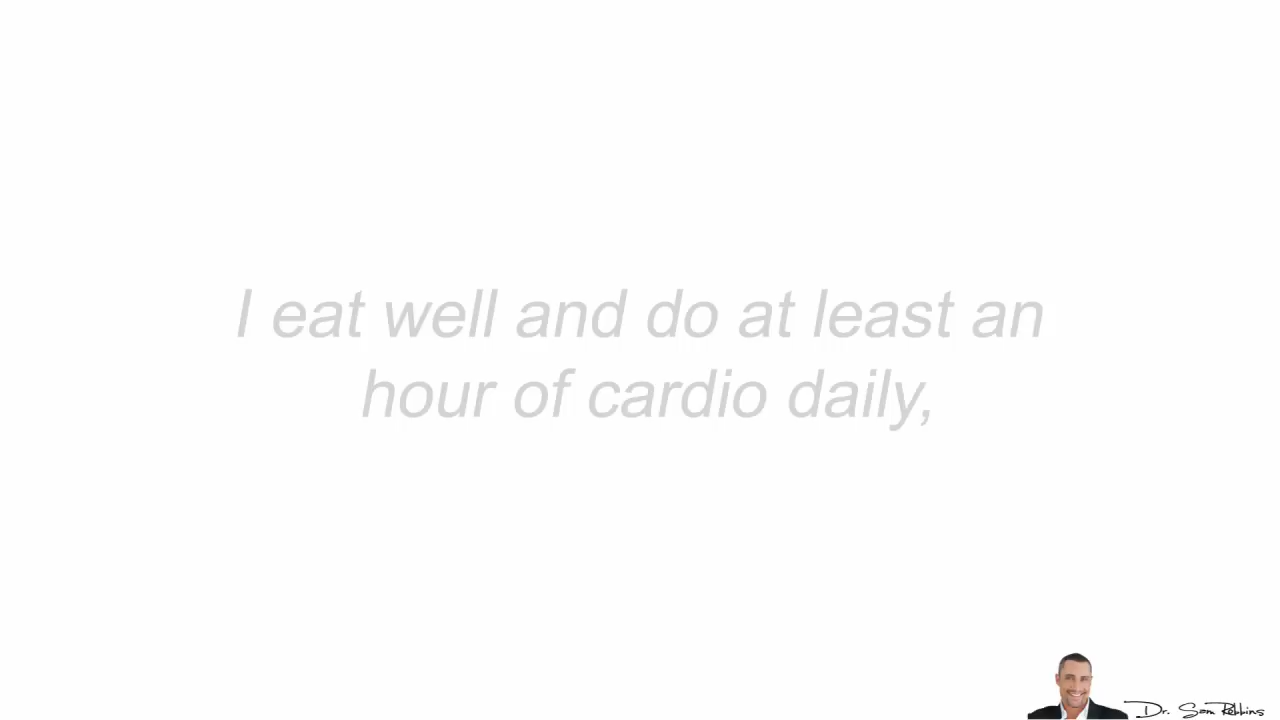 I eat well and do at least an
hour of cardio daily,
Dr. Sam Robbins